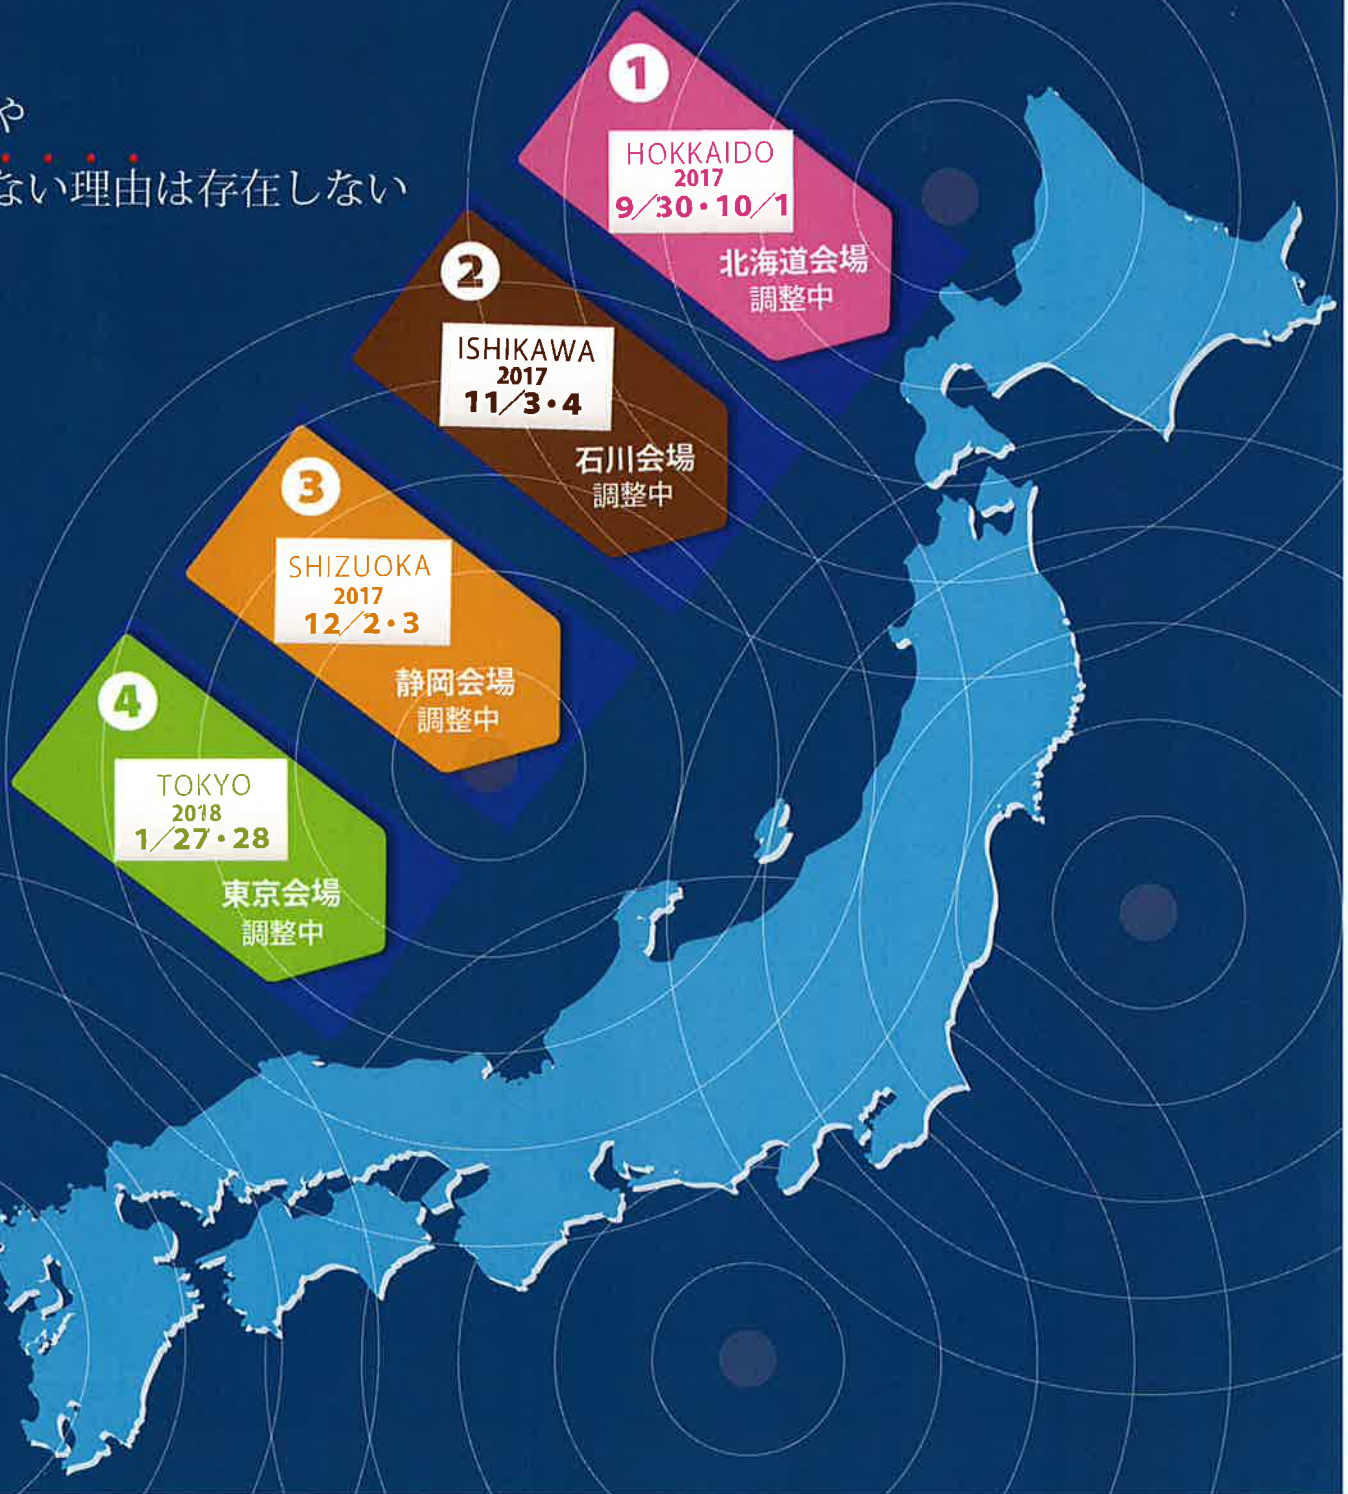 や
ない理由は存在しない
1
HOKKAIDO
2017
9/30・10/1
北海道会場
調整中
2
ISHIKAWA
2017
11/3・4
石川会場
調整中
3
SHIZUOKA
2017
12/2・3
静岡会場
調整中
4
TOKYO
2018
1/27・28
東京会場
調整中